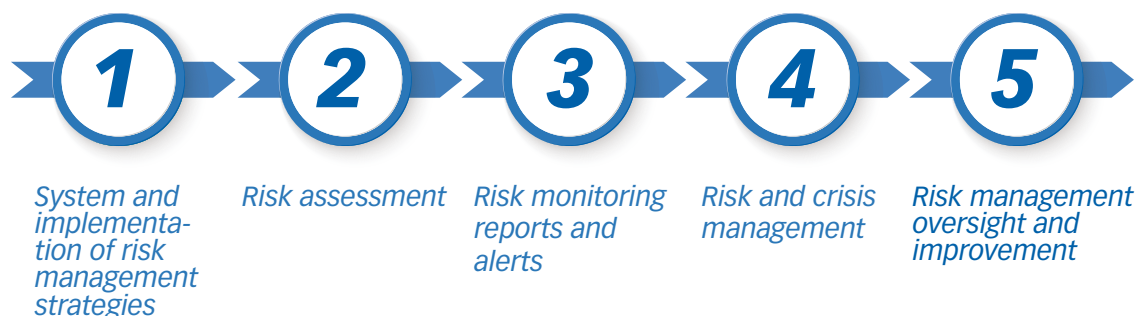 1
2
3
4
5
System and
implementa-
tion of risk
management
strategies
Risk assessment
Risk monitoring
reports and
alerts
Risk and crisis
management
Risk management
oversight and
improvement